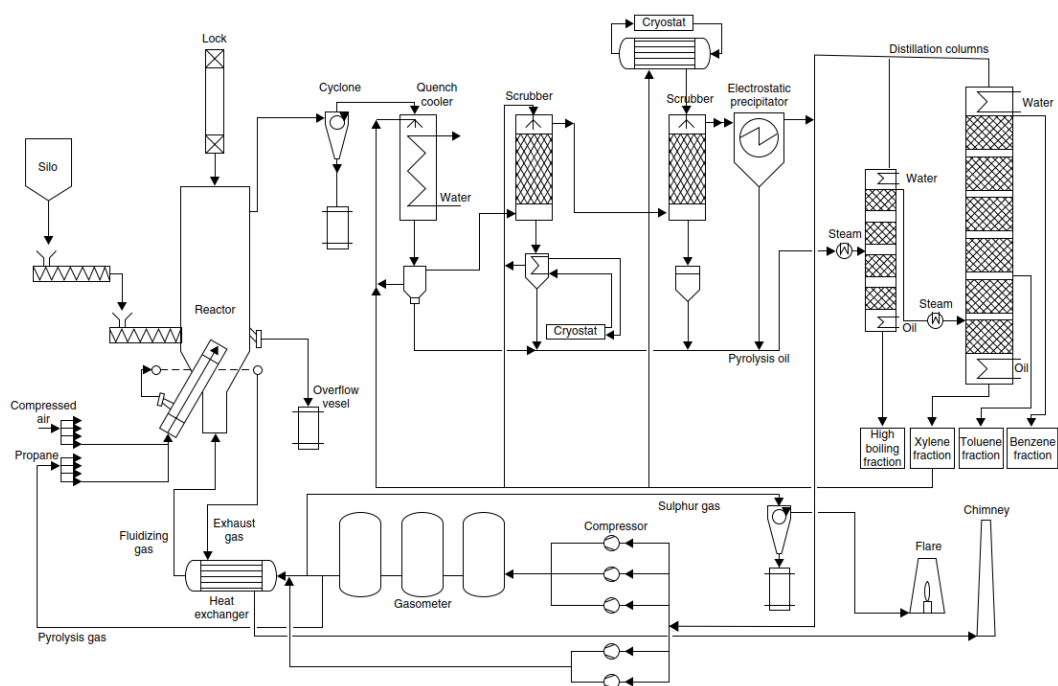 Cryostat
Lock
Distillation columns
Cyclone
Quench
cooler
Scrubber
Scrubber
Electrostatic
precipitator
Water
Silo
Water
Water
Steam
Steam
Reactor
Oil
Cryostat
Pyrolysis oil
Oil
Overflow
vesel
Compressed
air
Propane
High
boiling
fraction
Xylene
fraction
Toluene
fraction
Benzene
fraction
Sulphur gas
Chimney
Fluidizing
gas
Exhaust
gas
Compressor
Flare
Heat
exchanger
Gasometer
Pyrolysis gas